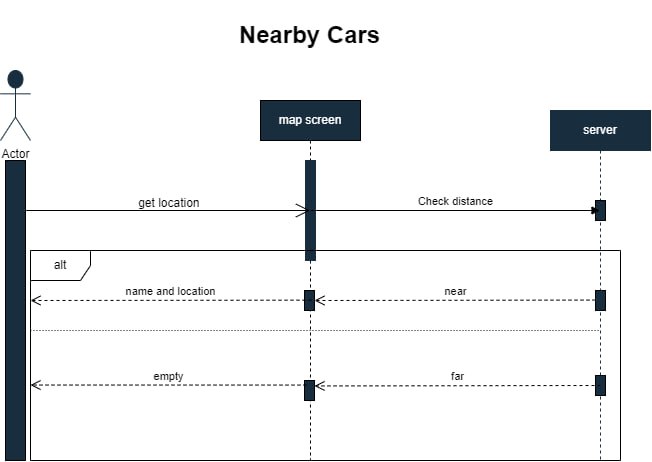 Nearby Cars
map screen
server
Actor
get location
Check distance
alt
name and location
near
empty
far